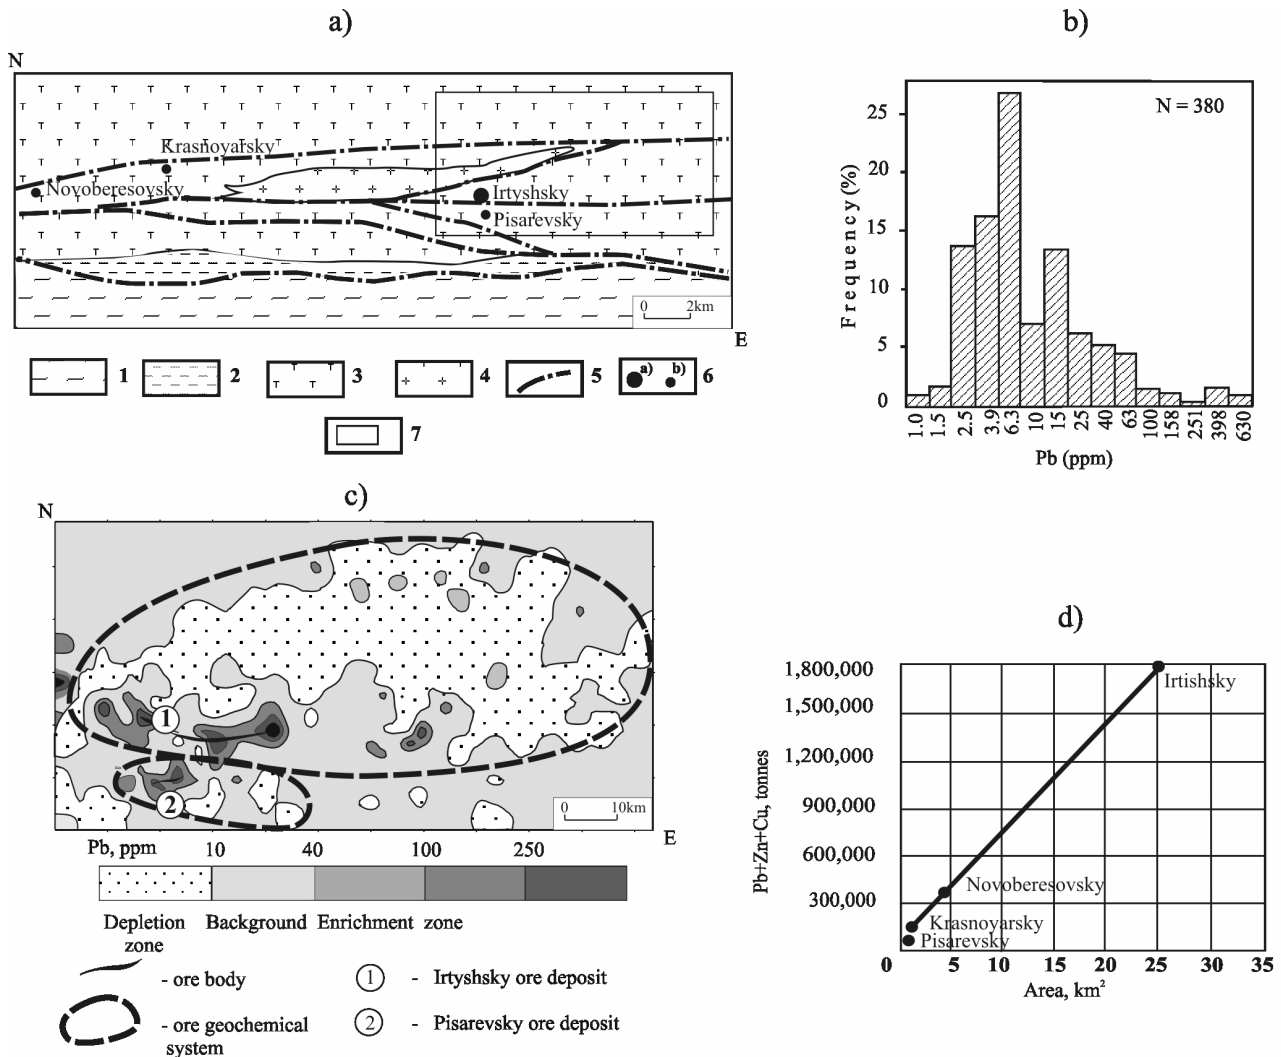 a)
N
Krasnoyarsky
Novoberesovsky
Irtyshsky
Pisarevsky
0 2km
E
1
2
3
4
5
a) b) 6
7
b)
N = 380
Frequency (%)
25
20
15
10
5
0
1.0 1.5 2.5 3.9 6.3 10 15 25 40 63 100 158 251 398 630
Pb (ppm)
c)
N
1
2
0 10km
E
Pb, ppm 10 40 100 250
Depletion zone
Background
Enrichment zone
- ore body
- ore geochemical
system
1 - Irtyshsky ore deposit
2 - Pisarevsky ore deposit
d)
Pb+Zn+Cu, tonnes
1,800,000
1,500,000
1,200,000
900,000
600,000
300,000
Irtishsky
Novoberesovsky
Krasnoyarsky
Pisarevsky
0 5 10 15 20 25 30 35
Area, km²